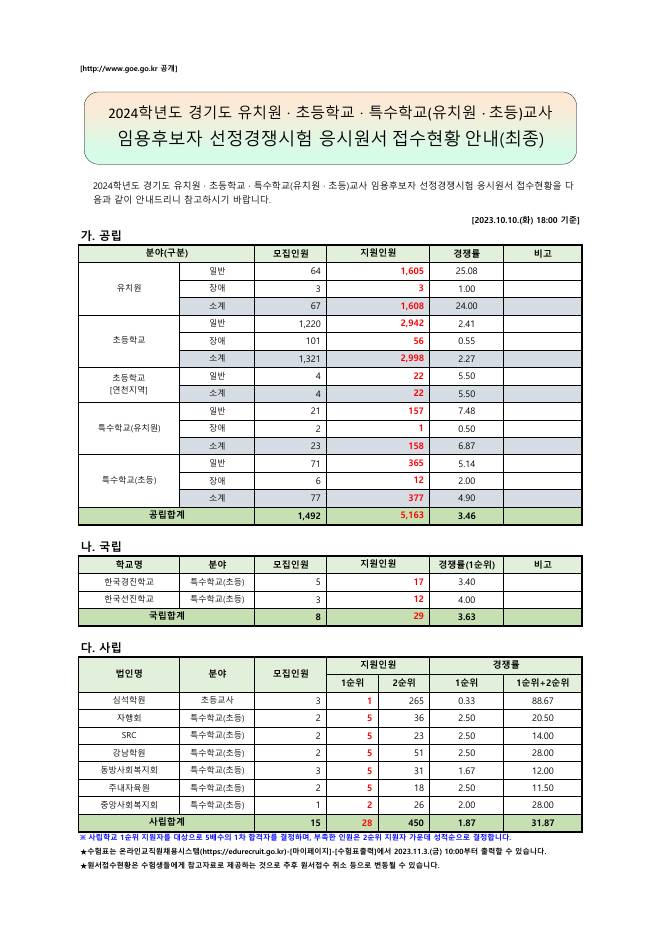 [http://www.goe.go.kr 공개]
2024학년도 경기도 유치원 · 초등학교 · 특수학교(유치원 · 초등)교사
임용후보자 선정경쟁시험 응시원서 접수현황 안내(최종)
2024학년도 경기도 유치원 · 초등학교 · 특수학교(유치원 · 초등)교사 임용후보자 선정경쟁시험 응시원서 접수현황을 다
음과 같이 안내드리니 참고하시기 바랍니다.
[2023.10.10.(화) 18:00 기준]
가. 공립
분야(구분) 모집인원 지원인원 경쟁률 비고
유치원 일반 64 1,605 25.08
장애 3 3 1.00
소계 67 1,608 24.00
초등학교 일반 1,220 2,942 2.41
장애 101 56 0.55
소계 1,321 2,998 2.27
초등학교
[연천지역]
일반 4 22 5.50
소계 4 22 5.50
특수학교(유치원) 일반 21 157 7.48
장애 2 1 0.50
소계 23 158 6.87
특수학교(초등) 일반 71 365 5.14
장애 6 12 2.00
소계 77 377 4.90
공립합계 1,492 5,163 3.46
나. 국립
학교명 분야 모집인원 지원인원 경쟁률(1순위) 비고
한국경진학교 특수학교(초등) 5 17 3.40
한국선진학교 특수학교(초등) 3 12 4.00
국립합계 8 29 3.63
다. 사립
법인명 분야 모집인원 지원인원 경쟁률
1순위 2순위 1순위 1순위+2순위
심석학원 초등교사 3 1 265 0.33 88.67
자행회 특수학교(초등) 2 5 36 2.50 20.50
SRC 특수학교(초등) 2 5 23 2.50 14.00
강남학원 특수학교(초등) 2 5 51 2.50 28.00
동방사회복지회 특수학교(초등) 3 5 31 1.67 12.00
주내자육원 특수학교(초등) 2 5 18 2.50 11.50
중앙사회복지회 특수학교(초등) 1 2 26 2.00 28.00
사립합계 15 28 450 1.87 31.87
※ 사립학교 1순위 지원자를 대상으로 5배수의 1차 합격자를 결정하며, 부족한 인원은 2순위 지원자 가운데 성적순으로 결정합니다.
★수험표는 온라인교직원채용시스템(https://edurecruit.go.kr)-[마이페이지]-[수험표출력]에서 2023.11.3.(금) 10:00부터 출력할 수 있습니다.
★원서접수현황은 수험생들에게 참고자료로 제공하는 것으로 추후 원서접수 취소 등으로 변동될 수 있습니다.